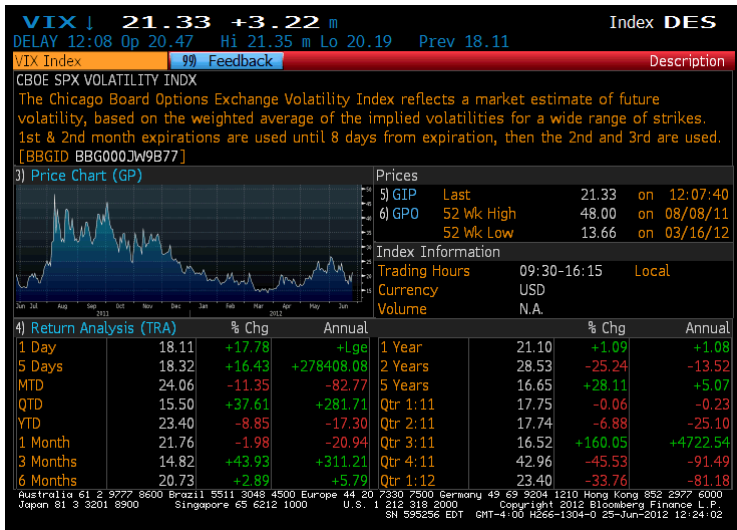 VIX ↓ 21.33 +3.22 m Index DES
DELAY 12:08 Op 20.47 Hi 21.35 m Lo 20.19 Prev 18.11
VIX Index 99) Feedback Description
CBOE SPX VOLATILITY INDX
The Chicago Board Options Exchange Volatility Index reflects a market estimate of future
volatility, based on the weighted average of the implied volatilities for a wide range of strikes.
1st & 2nd month expirations are used until 8 days from expiration, then the 2nd and 3rd are used.
[BBGID BBG000JW9B77]
3) Price Chart (GP)
50
45
40
35
30
25
20
15
Jun Jul Aug Sep Oct Nov Dec Jan Feb Mar Apr May Jun
2011 2012
Prices
5) GIP Last 21.33 on 12:07:40
6) GPO 52 Wk High 48.00 on 08/08/11
52 Wk Low 13.66 on 03/16/12
Index Information
Trading Hours 09:30-16:15 Local
Currency USD
Volume N.A.
4) Return Analysis (TRA) % Chg Annual % Chg Annual
1 Day 18.11 +17.78 +Lge 1 Year 21.10 +1.09 +1.08
5 Days 18.32 +16.43 +278408.08 2 Years 28.53 -25.24 -13.52
MTD 24.06 -11.35 -82.77 5 Years 16.65 +28.11 +5.07
QTD 15.50 +37.61 +281.71 Qtr 1:11 17.75 -0.06 -0.23
YTD 23.40 -8.85 -17.30 Qtr 2:11 17.74 -6.88 -25.10
1 Month 21.76 -1.98 -20.94 Qtr 3:11 16.52 +160.05 +4722.54
3 Months 14.82 +43.93 +311.21 Qtr 4:11 42.96 -45.53 -91.49
6 Months 20.73 +2.89 +5.79 Qtr 1:12 23.40 -33.76 -81.18
Australia 61 2 9777 8600 Brazil 5511 3048 4500 Europe 44 20 7330 7500 Germany 49 69 9204 1210 Hong Kong 852 2977 6000
Japan 81 3 3201 8900 Singapore 65 6212 1000 U.S. 1 212 318 2000 Copyright 2012 Bloomberg Finance L.P.
SN 595256 EDT GMT-4:00 H266-1304-0 25-Jun-2012 12:24:02